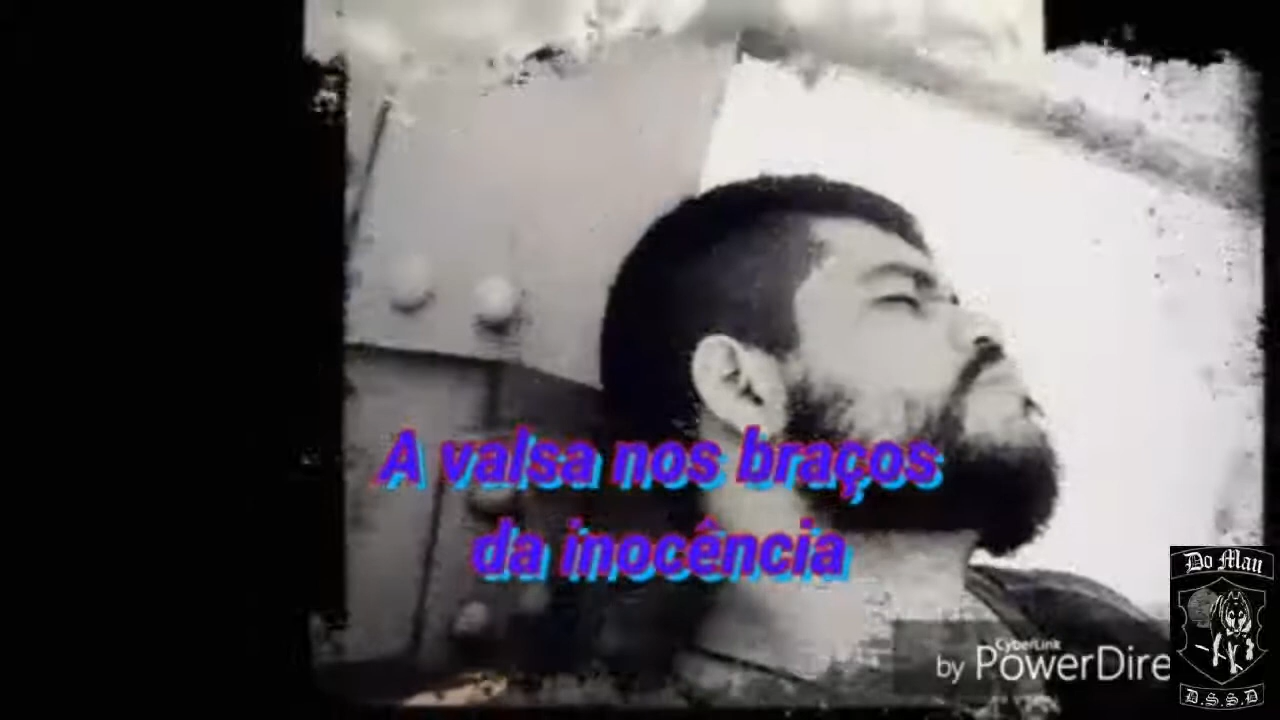 A valsa nos braços
da inocência
CyberLink
by PowerDire
Do Mau
D.S.S.D